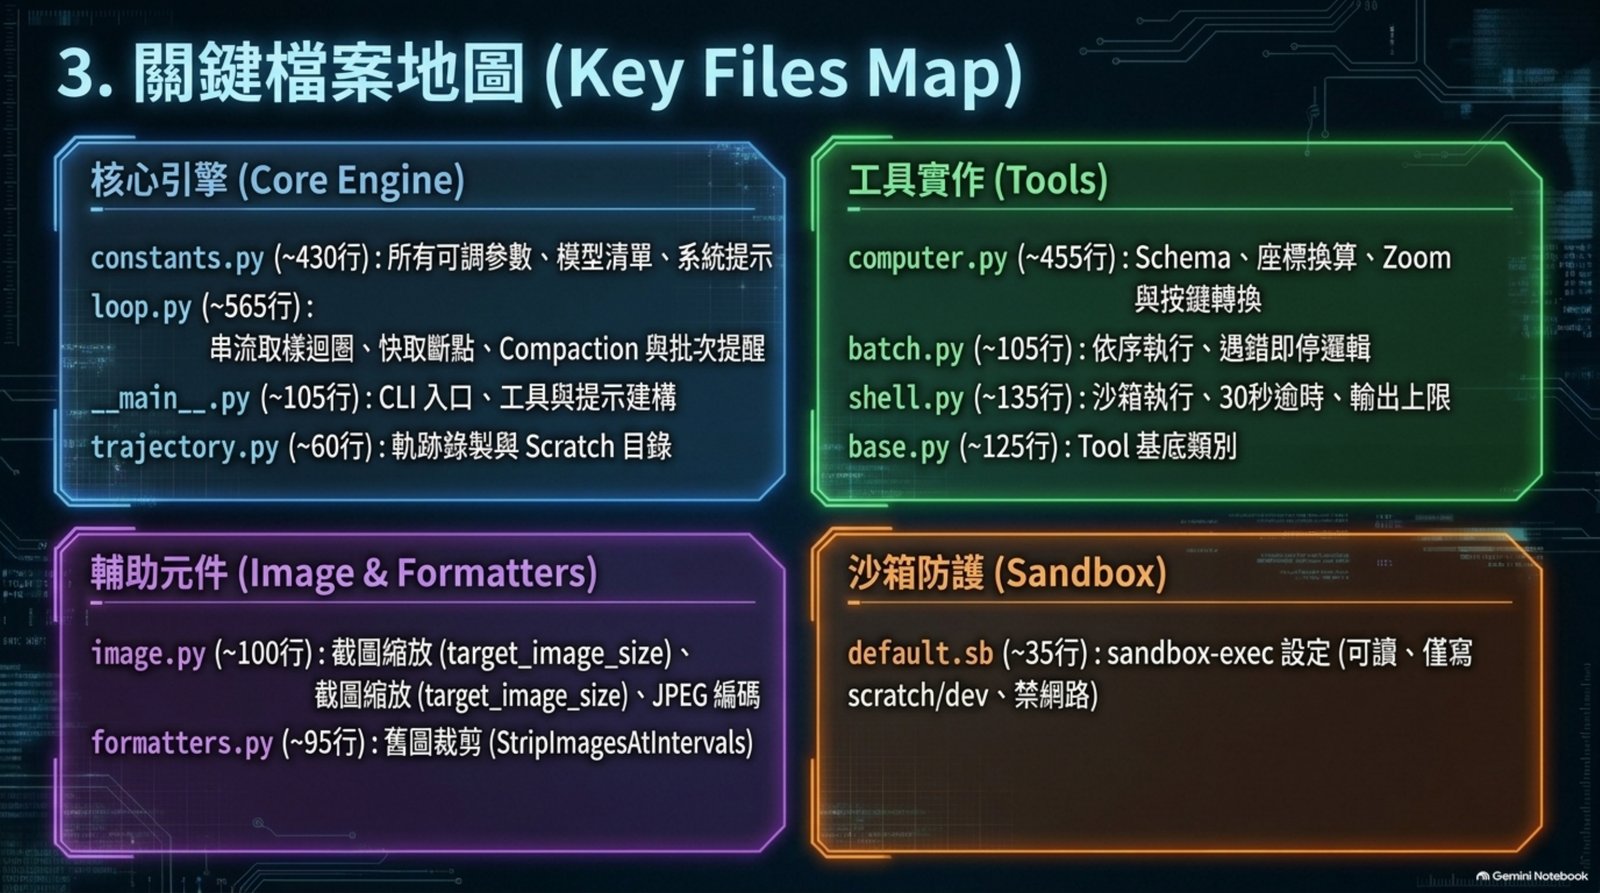 3. 關鍵檔案地圖 (Key Files Map)
核心引擎 (Core Engine)
constants.py (~430行) : 所有可調參數、模型清單、系統提示
loop.py (~565行) :
串流取樣迴圈、快取斷點、Compaction 與批次提醒
__main__.py (~105行) : CLI 入口、工具與提示建構
trajectory.py (~60行) : 軌跡錄製與 Scratch 目錄
工具實作 (Tools)
computer.py (~455行) : Schema、座標換算、Zoom
與按鍵轉換
batch.py (~105行) : 依序執行、遇錯即停邏輯
shell.py (~135行) : 沙箱執行、30秒逾時、輸出上限
base.py (~125行) : Tool 基底類別
輔助元件 (Image & Formatters)
image.py (~100行) : 截圖縮放 (target_image_size)、
截圖縮放 (target_image_size)、JPEG 編碼
formatters.py (~95行) : 舊圖裁剪 (StripImagesAtIntervals)
沙箱防護 (Sandbox)
default.sb (~35行) : sandbox-exec 設定 (可讀、僅寫
scratch/dev、禁網路)
Gemini Notebook